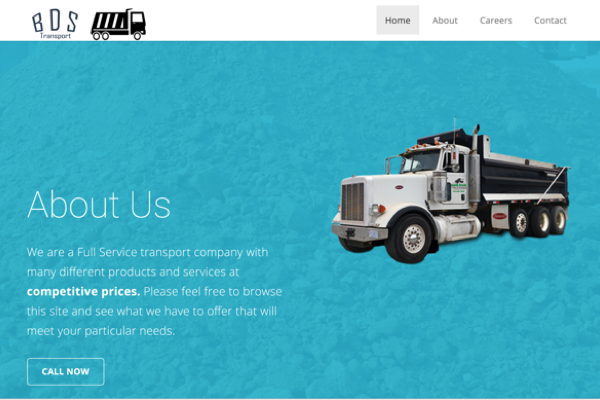 BDS
Transport
Home About Careers Contact
About Us
We are a Full Service transport company with
many different products and services at
competitive prices. Please feel free to browse
this site and see what we have to offer that will
meet your particular needs.
CALL NOW